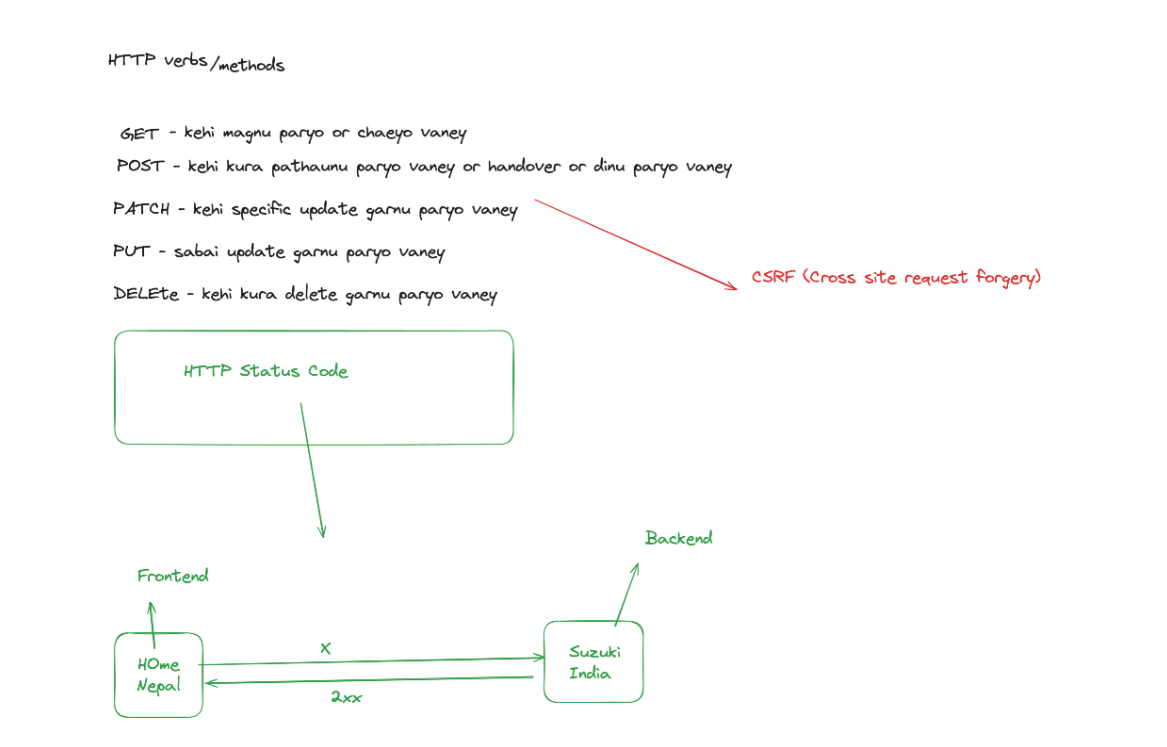 HTTP verbs/methods
GET - kehi magnu paryo or chaeyo vaney
POST - kehi kura pathaunu paryo vaney or handover or dinu paryo vaney
PATCH - kehi specific update garnu paryo vaney
PUT - sabai update garnu paryo vaney
CSRF (Cross site request forgery)
DELEte - kehi kura delete garnu paryo vaney
HTTP Status Code
Backend
Frontend
X
HOme
Nepal
Suzuki
India
2xx